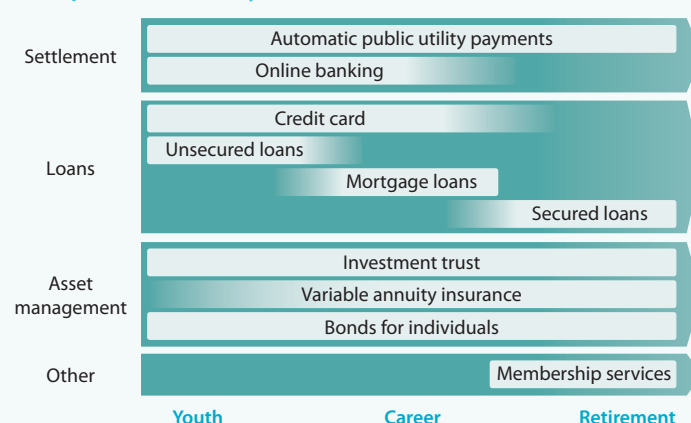 Settlement
Automatic public utility payments
Online banking
Loans
Credit card
Unsecured loans
Mortgage loans
Secured loans
Asset
management
Investment trust
Variable annuity insurance
Bonds for individuals
Other
Membership services
Youth
Career
Retirement